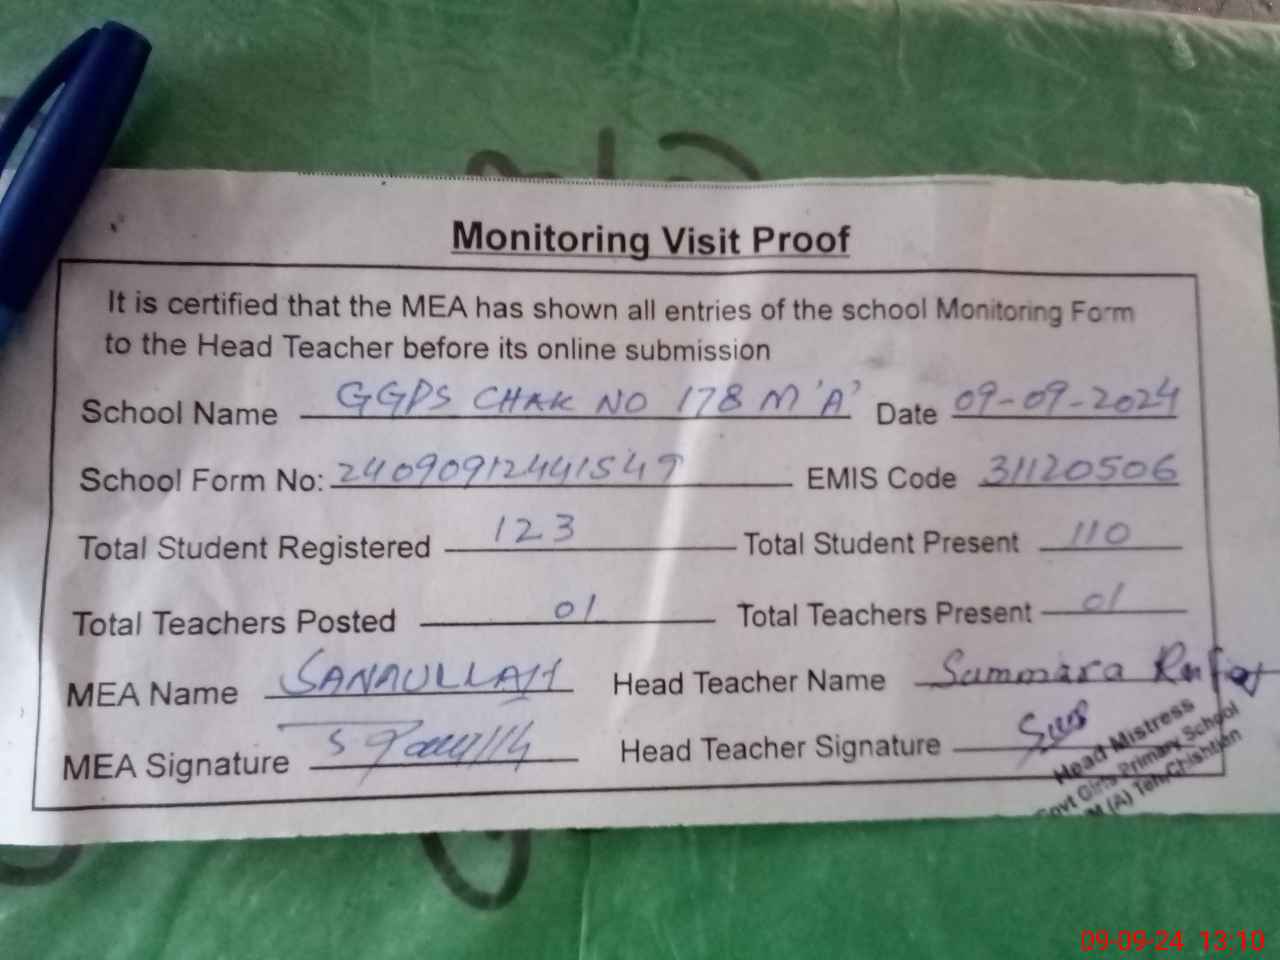 Monitoring Visit Proof
It is certified that the MEA has shown all entries of the school Monitoring Form
to the Head Teacher before its online submission
School Name GGPS CHAK NO 178 M 'A' Date 09-09-2024
School Form No: 24090912441549 EMIS Code 31120506
Total Student Registered 123 Total Student Present 110
Total Teachers Posted 01 Total Teachers Present 01
MEA Name SANAULLAH Head Teacher Name Summara Rafat
MEA Signature Head Teacher Signature
Head Mistress
Govt Girls Primary School
M (A) Teh.Chishtian
09-09-24 13:10